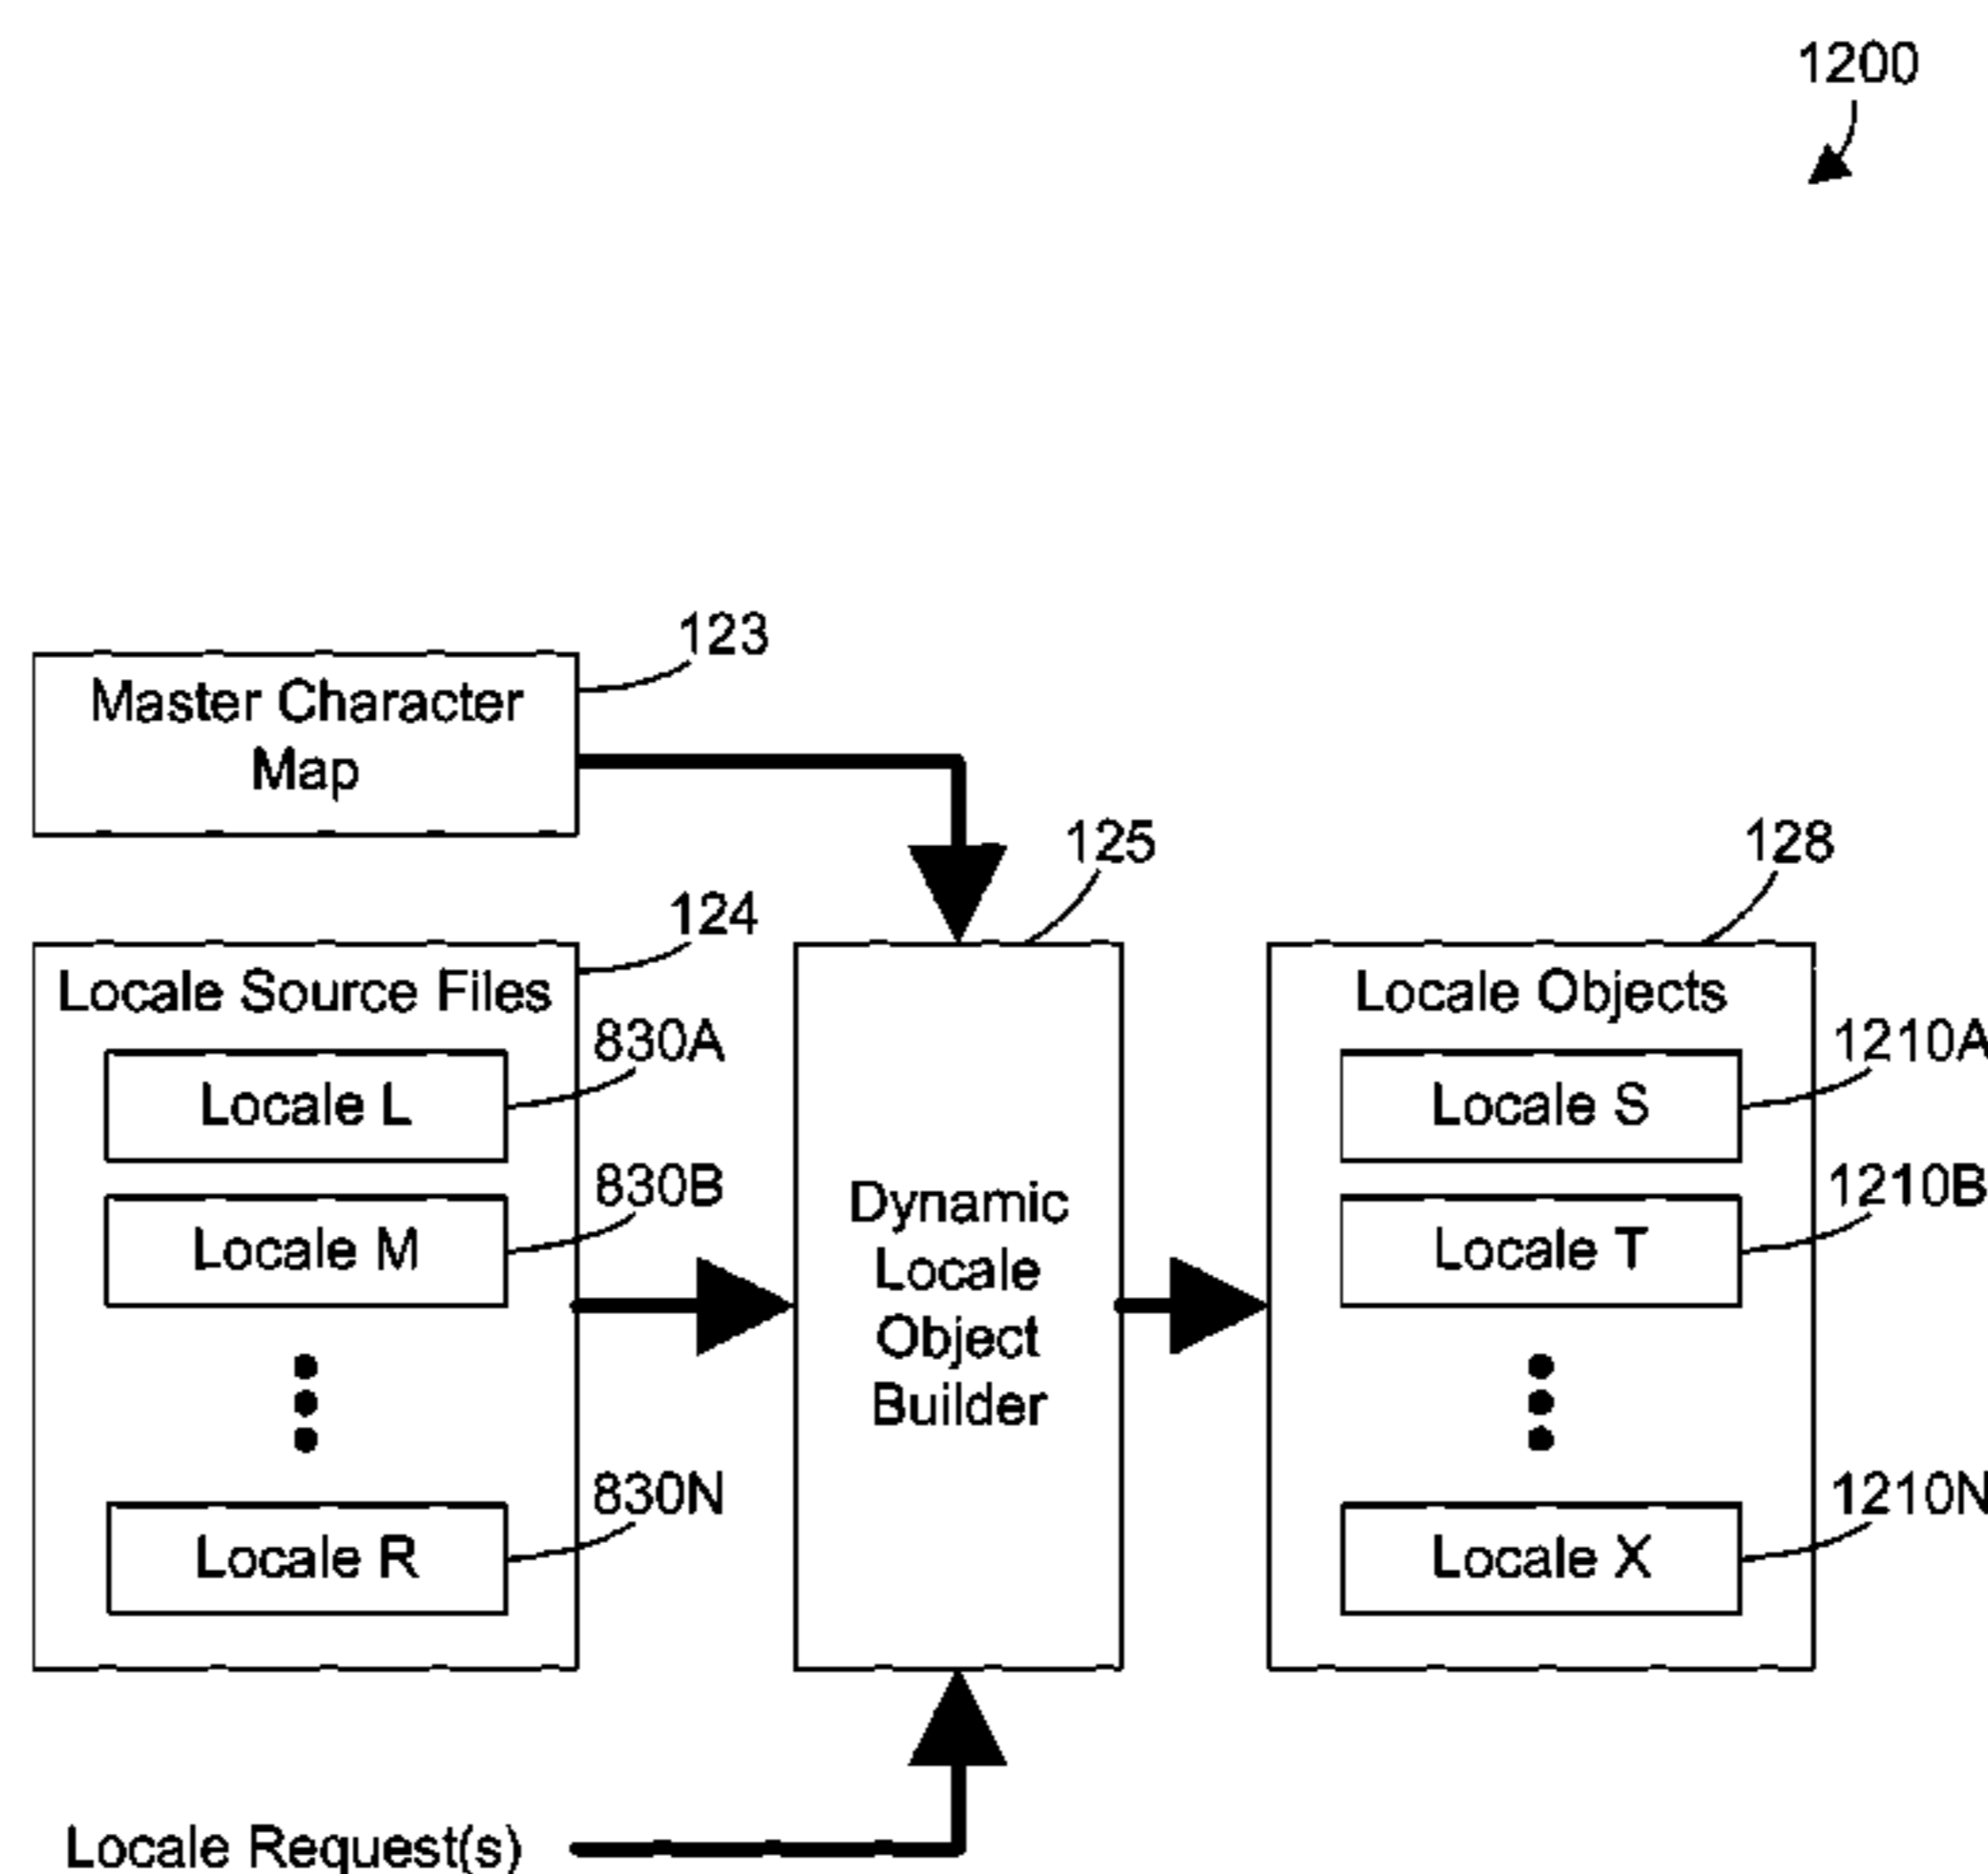 1200
123
Master Character
Map
125
128
124
Locale Source Files
Locale Objects
830A
1210A
Locale L
Locale S
830B
1210B
Locale M
Locale T
Dynamic
Locale
Object
Builder
830N
1210N
Locale R
Locale X
Locale Request(s)